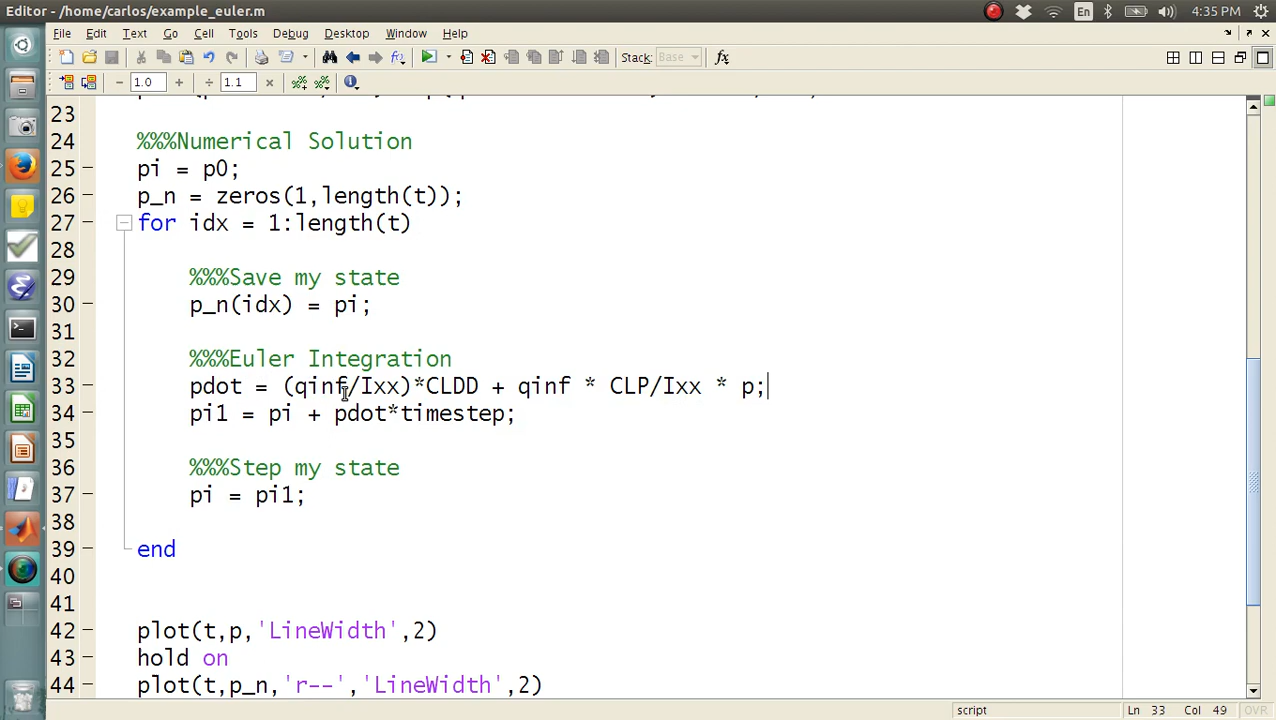 Editor - /home/carlos/example_euler.m
En
4:35 PM
File Edit Text Go Cell Tools Debug Desktop Window Help
Stack: Base
fx
1.0
1.1
23
24 %%%Numerical Solution
25 pi = p0;
26 p_n = zeros(1,length(t));
27 for idx = 1:length(t)
28
29 %%%Save my state
30 p_n(idx) = pi;
31
32 %%%Euler Integration
33 pdot = (qinf/Ixx)*CLDD + qinf * CLP/Ixx * p;
34 pi1 = pi + pdot*timestep;
35
36 %%%Step my state
37 pi = pi1;
38
39 end
40
41
42 plot(t,p,'LineWidth',2)
43 hold on
44 plot(t,p_n,'r--','LineWidth',2)
script
Ln 33 Col 49 OVR